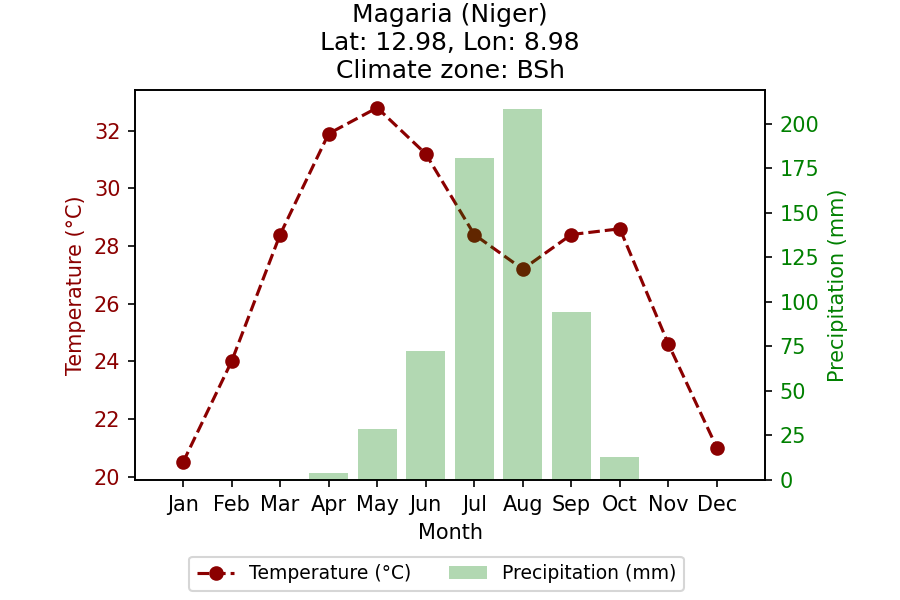 Magaria (Niger)
Lat: 12.98, Lon: 8.98
Climate zone: BSh
Temperature (°C)
32
30
28
26
24
22
20
Precipitation (mm)
200
175
150
125
100
75
50
25
0
Jan Feb Mar Apr May Jun Jul Aug Sep Oct Nov Dec
Month
Temperature (°C) Precipitation (mm)